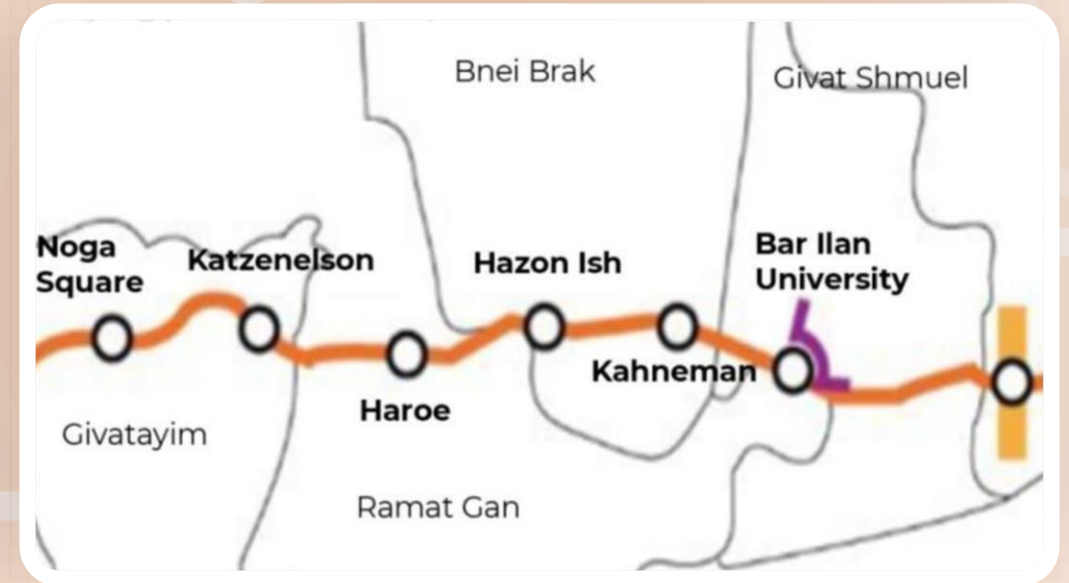 Bnei Brak
Givat Shmuel
Noga
Square
Katzenelson
Hazon Ish
Bar Ilan
University
Kahneman
Haroe
Givatayim
Ramat Gan